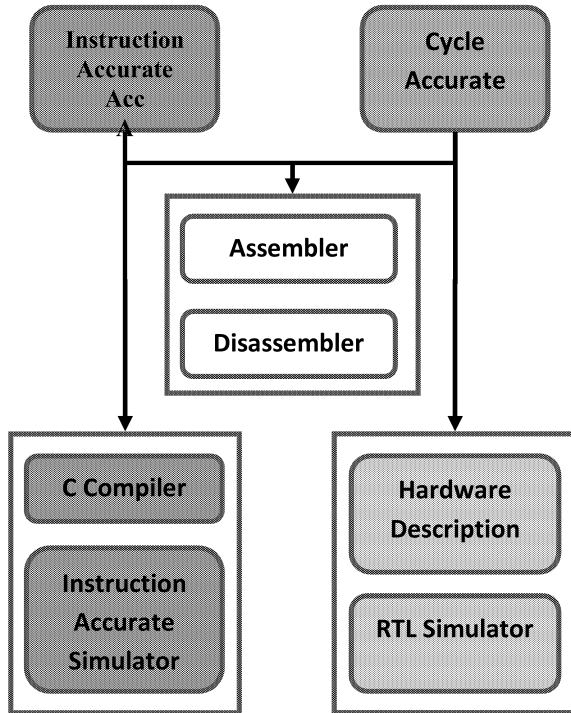 Instruction
Accurate
Acc
A
Cycle
Accurate
Assembler
Disassembler
C Compiler
Instruction
Accurate
Simulator
Hardware
Description
RTL Simulator